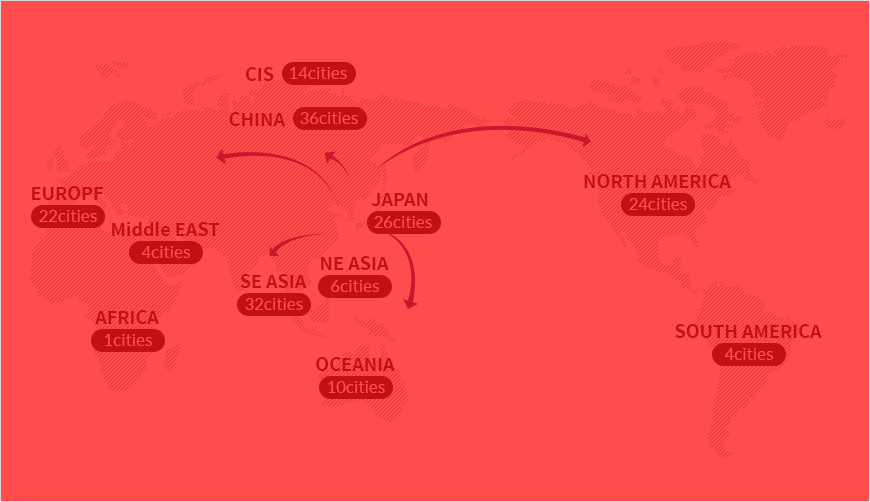 CIS 14cities
CHINA 36cities
NORTH AMERICA
24cities
EUROPF
22cities
JAPAN
26cities
Middle EAST
4cities
NE ASIA
6cities
SE ASIA
32cities
AFRICA
1cities
SOUTH AMERICA
4cities
OCEANIA
10cities